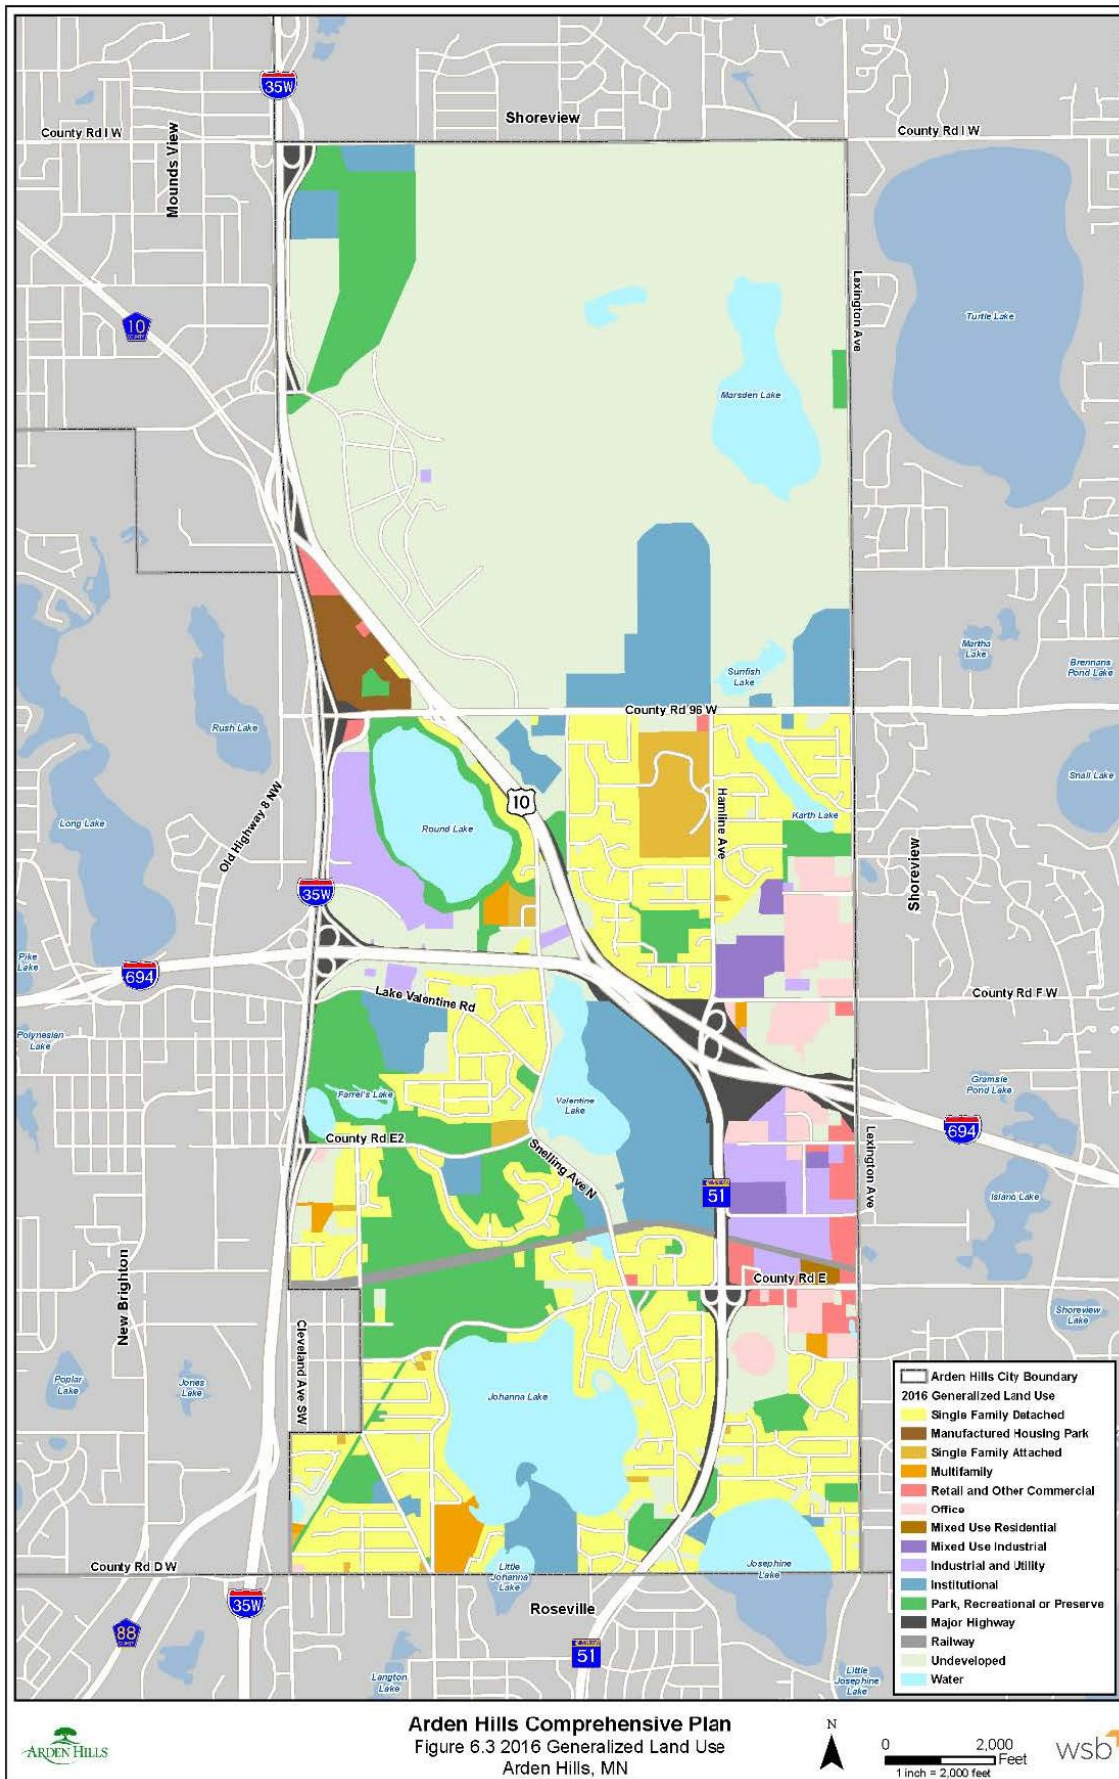 35W
Shoreview
County Rd I W
County Rd I W
Mounds View
Lexington Ave
Turtle Lake
10
Marsden Lake
Martha Lake
Brennans Pond Lake
Sunfish Lake
County Rd 96 W
Rush Lake
Snail Lake
Old Highway 8 NW
Long Lake
Round Lake
10
Hamline Ave
Karth Lake
Shoreview
35W
Pike Lake
694
Lake Valentine Rd
County Rd F W
Polynesian Lake
Farrel's Lake
Valentine Lake
Gramsie Pond Lake
694
County Rd E2
Snelling Ave N
Lexington Ave
51
Island Lake
New Brighton
County Rd E
Shoreview Lake
Cleveland Ave SW
Poplar Lake
Jones Lake
Johanna Lake
County Rd D W
Little Johanna Lake
Josephine Lake
35W
Roseville
88
51
Langton Lake
Little Josephine Lake
Arden Hills City Boundary
2016 Generalized Land Use
Single Family Detached
Manufactured Housing Park
Single Family Attached
Multifamily
Retail and Other Commercial
Office
Mixed Use Residential
Mixed Use Industrial
Industrial and Utility
Institutional
Park, Recreational or Preserve
Major Highway
Railway
Undeveloped
Water
ARDEN HILLS
Arden Hills Comprehensive Plan
Figure 6.3 2016 Generalized Land Use
Arden Hills, MN
N
0 2,000
Feet
1 inch = 2,000 feet
wsb